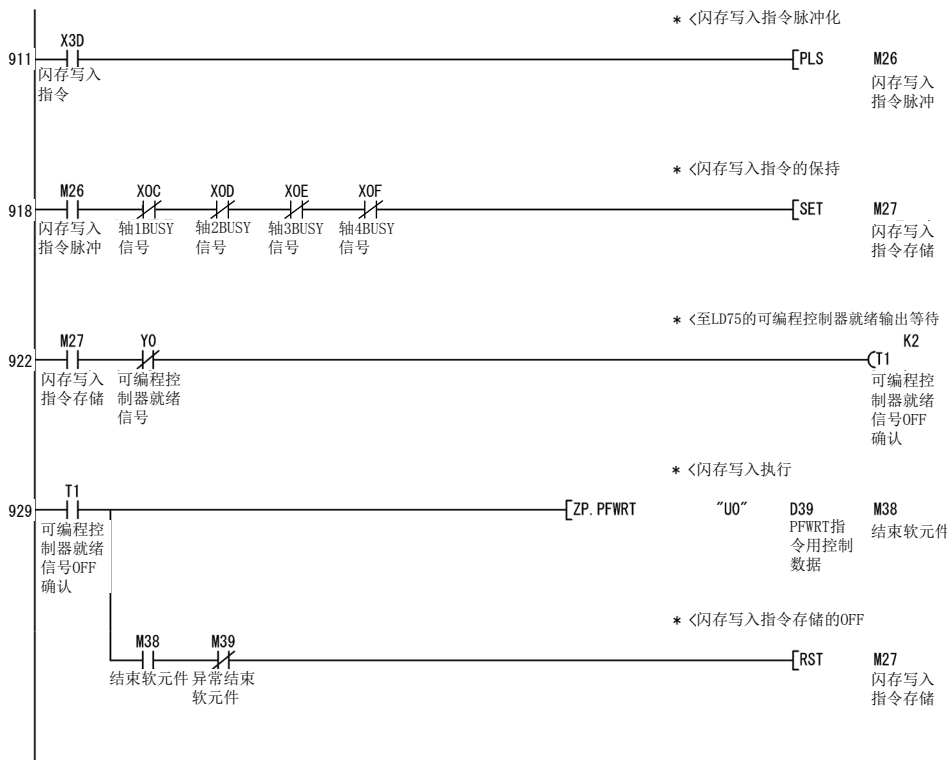 * <闪存写入指令脉冲化
X3D
911
[PLS M26
闪存写入
指令
闪存写入
指令脉冲
* <闪存写入指令的保持
M26 X0C X0D X0E X0F
918
[SET M27
闪存写入
指令脉冲
轴1BUSY
信号
轴2BUSY
信号
轴3BUSY
信号
轴4BUSY
信号
闪存写入
指令存储
* <至LD75的可编程控制器就绪输出等待
M27 Y0 K2
922
(T1
闪存写入
指令存储
可编程控
制器就绪
信号
可编程控
制器就绪
信号OFF
确认
* <闪存写入执行
T1
929
[ZP.PFWRT "U0" D39 M38
可编程控
制器就绪
信号OFF
确认
PFWRT指
令用控制
数据
结束软元件
* <闪存写入指令存储的OFF
M38 M39
[RST M27
结束软元件
异常结束
软元件
闪存写入
指令存储